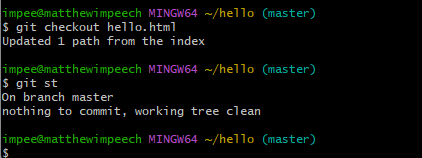 impee@matthewimpeech MINGW64 ~/hello (master)
$ git checkout hello.html
Updated 1 path from the index
impee@matthewimpeech MINGW64 ~/hello (master)
$ git st
On branch master
nothing to commit, working tree clean
impee@matthewimpeech MINGW64 ~/hello (master)
$